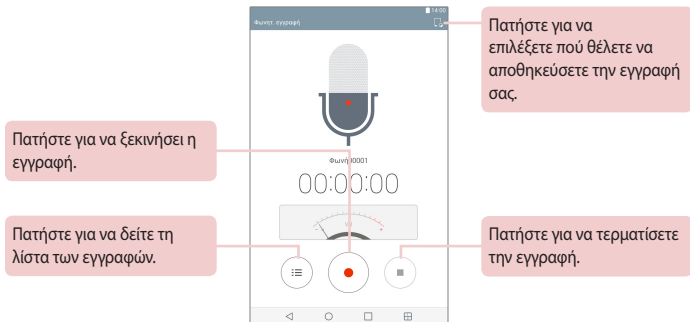 14:00
Φωνητ. εγγραφή
Πατήστε για να
επιλέξετε πού θέλετε να
αποθηκεύσετε την εγγραφή
σας.
Πατήστε για να ξεκινήσει η
εγγραφή.
Φωνή 00001
00:00:00
VU
- +
Πατήστε για να δείτε τη
λίστα των εγγραφών.
Πατήστε για να τερματίσετε
την εγγραφή.